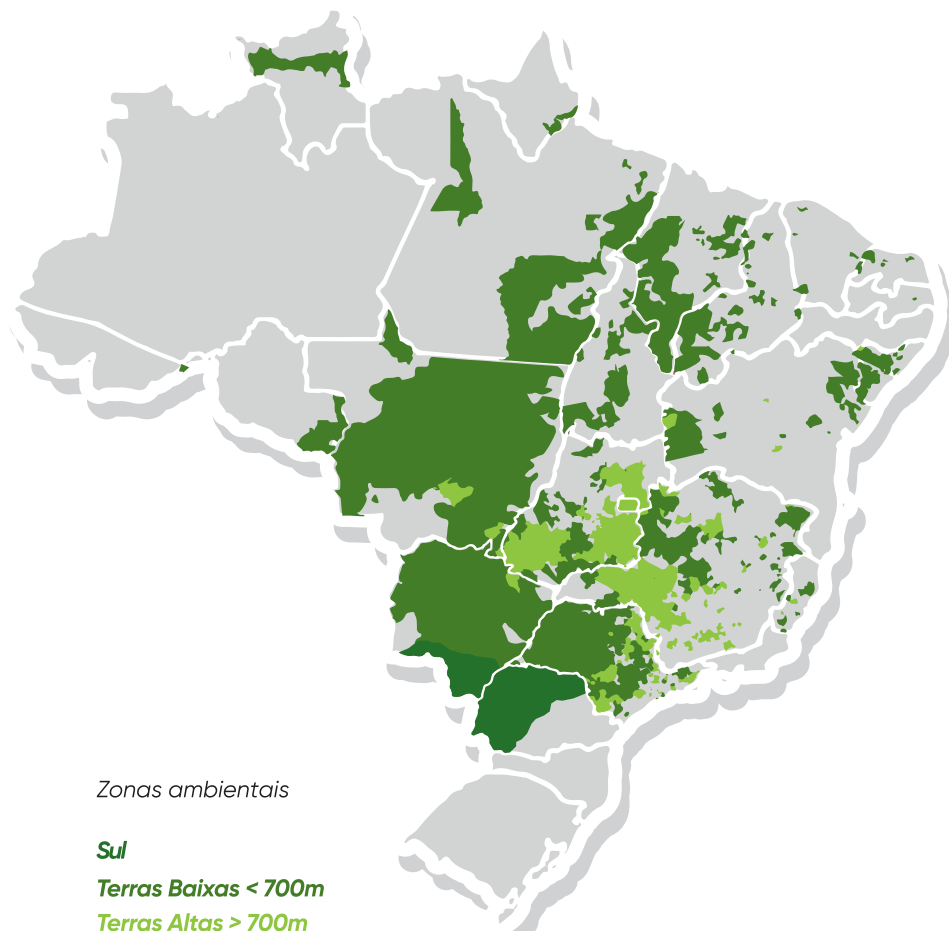 Zonas ambientais
Sul
Terras Baixas < 700m
Terras Altas > 700m